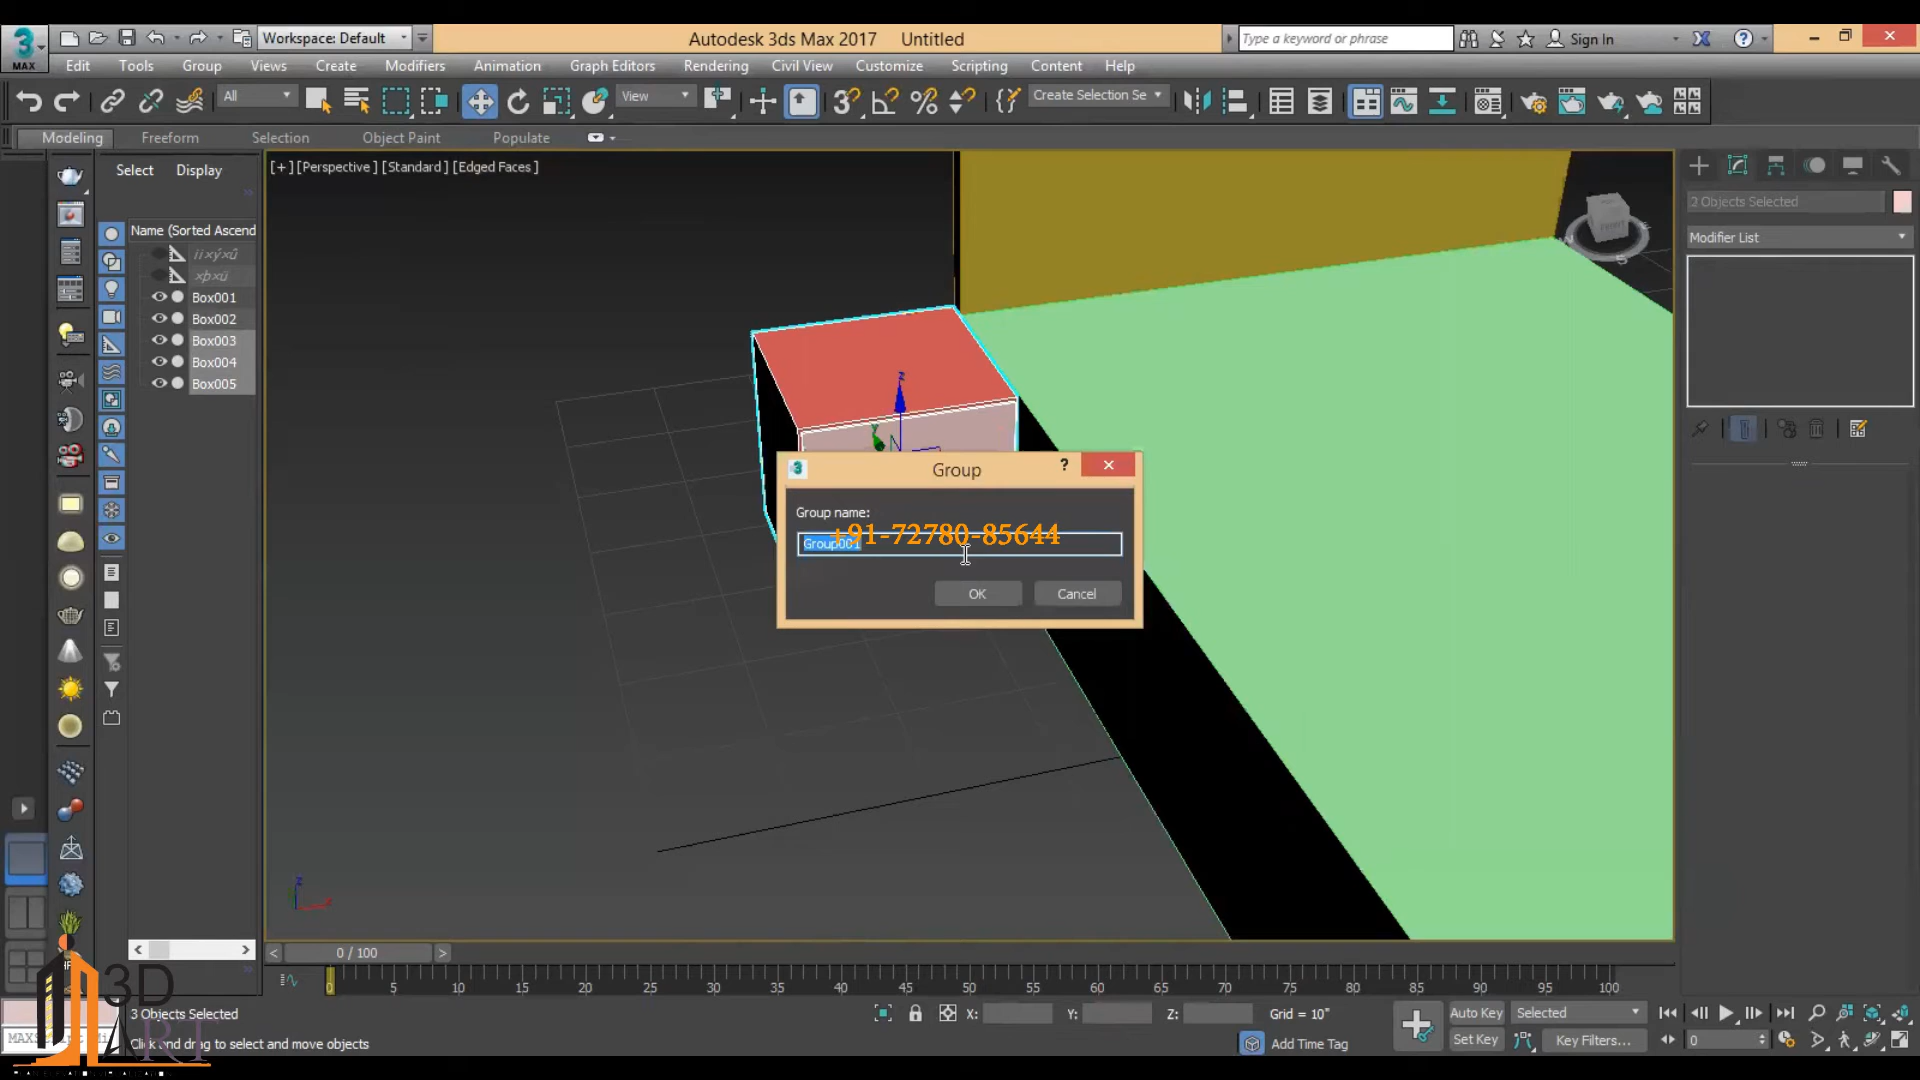 MAX
Workspace: Default
Autodesk 3ds Max 2017 Untitled
Type a keyword or phrase
Sign In
Edit Tools Group Views Create Modifiers Animation Graph Editors Rendering Civil View Customize Scripting Content Help
All
View
Create Selection Se
Modeling Freeform Selection Object Paint Populate
Select Display
[+] [Perspective ] [Standard ] [Edged Faces ]
2 Objects Selected
Modifier List
Name (Sorted Ascend
Box001
Box002
Box003
Box004
Box005
Group
Group name:
+91-72780-85644
Group001
OK Cancel
0 / 100
0 5 10 15 20 25 30 35 40 45 50 55 60 65 70 75 80 85 90 95 100
3D
ART
3 Objects Selected
Click and drag to select and move objects
X: Y: Z: Grid = 10"
Add Time Tag
Auto Key Selected
Set Key Key Filters...
0